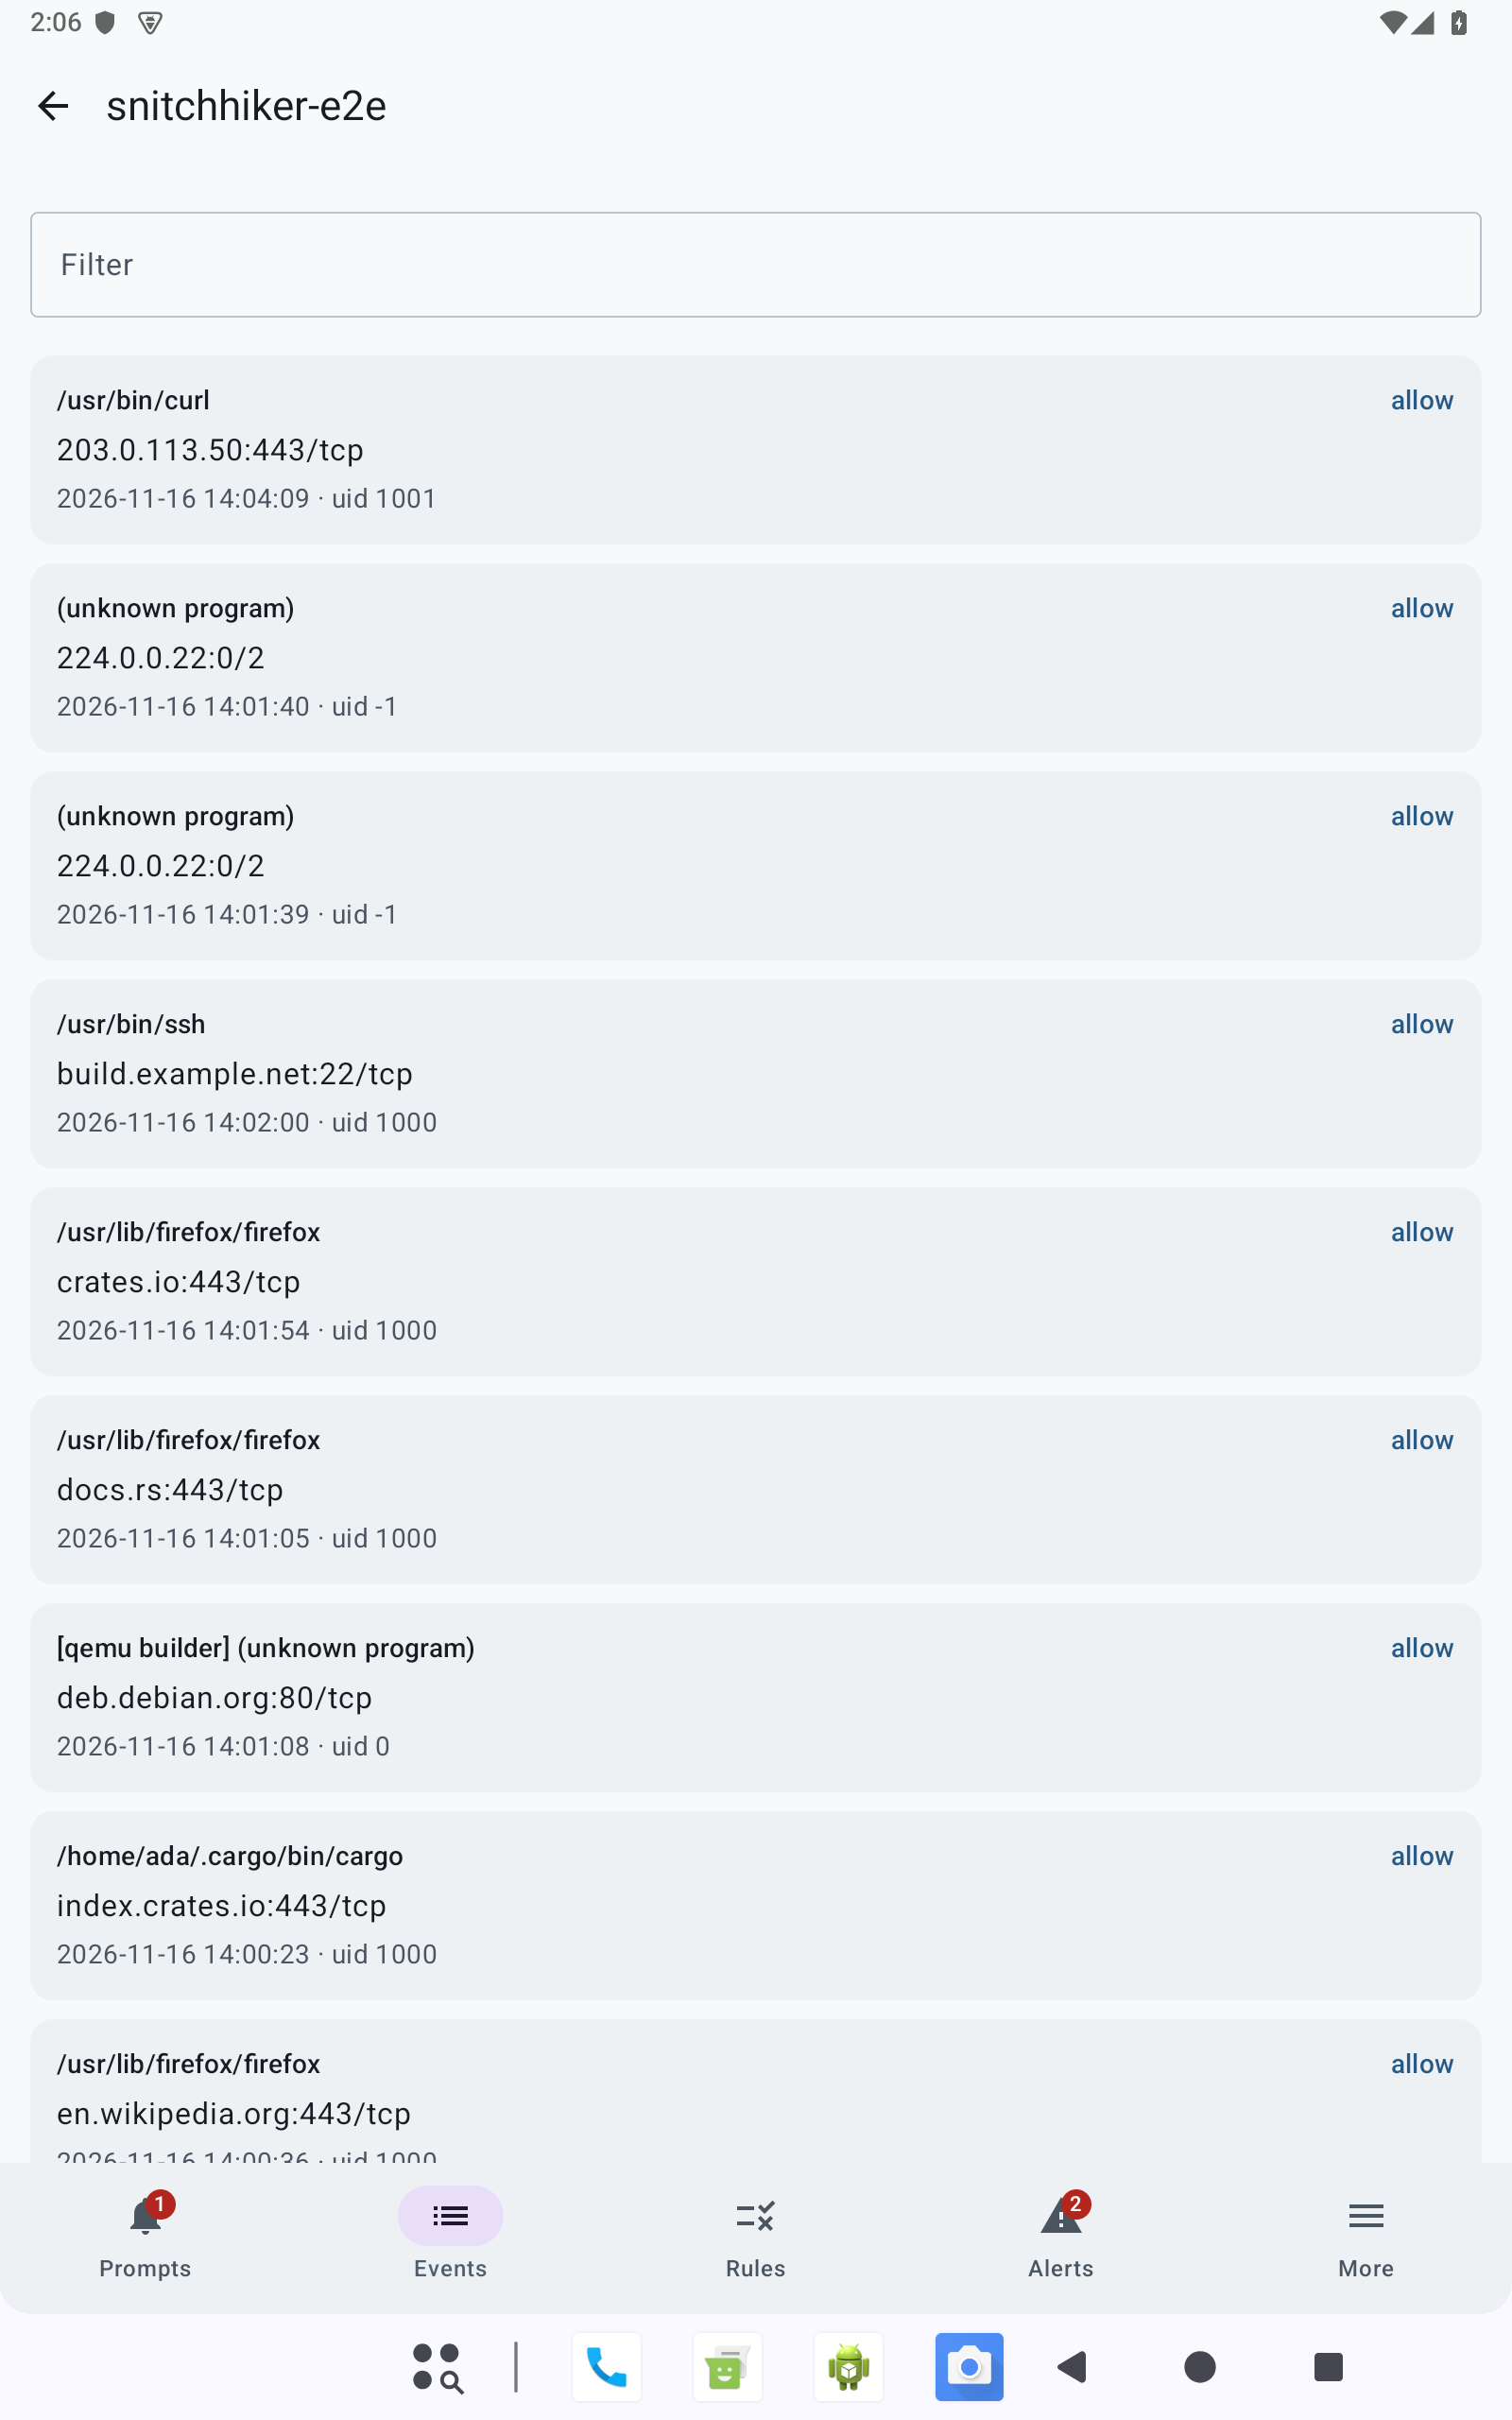 2:06
snitchhiker-e2e
Filter
/usr/bin/curl
allow
203.0.113.50:443/tcp
2026-11-16 14:04:09 · uid 1001
(unknown program)
allow
224.0.0.22:0/2
2026-11-16 14:01:40 · uid -1
(unknown program)
allow
224.0.0.22:0/2
2026-11-16 14:01:39 · uid -1
/usr/bin/ssh
allow
build.example.net:22/tcp
2026-11-16 14:02:00 · uid 1000
/usr/lib/firefox/firefox
allow
crates.io:443/tcp
2026-11-16 14:01:54 · uid 1000
/usr/lib/firefox/firefox
allow
docs.rs:443/tcp
2026-11-16 14:01:05 · uid 1000
[qemu builder] (unknown program)
allow
deb.debian.org:80/tcp
2026-11-16 14:01:08 · uid 0
/home/ada/.cargo/bin/cargo
allow
index.crates.io:443/tcp
2026-11-16 14:00:23 · uid 1000
/usr/lib/firefox/firefox
allow
en.wikipedia.org:443/tcp
2026-11-16 14:00:36 · uid 1000
1
2
Prompts
Events
Rules
Alerts
More